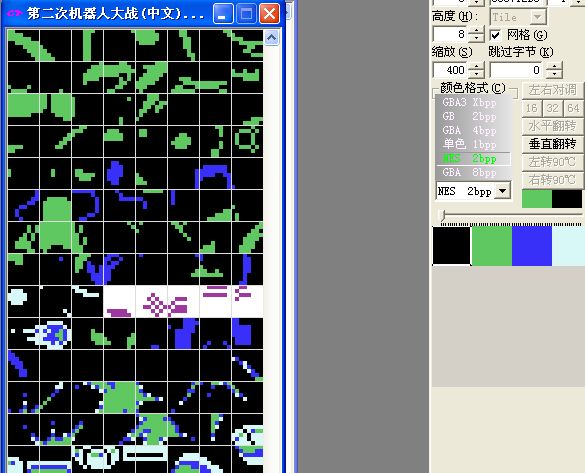 第二次机器人大战(中文)...
高度(H):
Tile
8
网格(G)
缩放(S)
跳过字节(K)
400
0
颜色格式(C)
左右对调
GBA3 Xbpp
GB 2bpp
16 32 64
GBA 4bpp
水平翻转
单色 1bpp
垂直翻转
NES 2bpp
左转90℃
GBA 8bpp
右转90℃
NES 2bpp